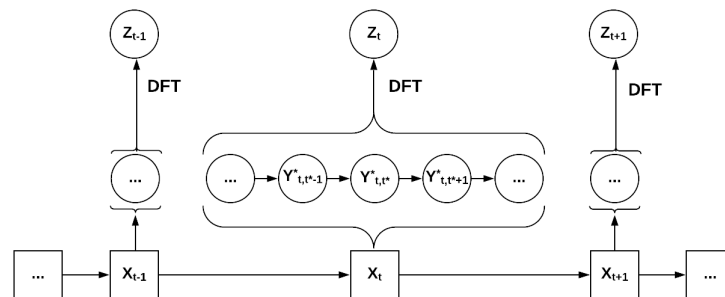 Z_{t-1} Z_t Z_{t+1}
DFT DFT DFT
... ... Y*_{t,t*-1} Y*_{t,t*} Y*_{t,t*+1} ... ...
... X_{t-1} X_t X_{t+1} ...